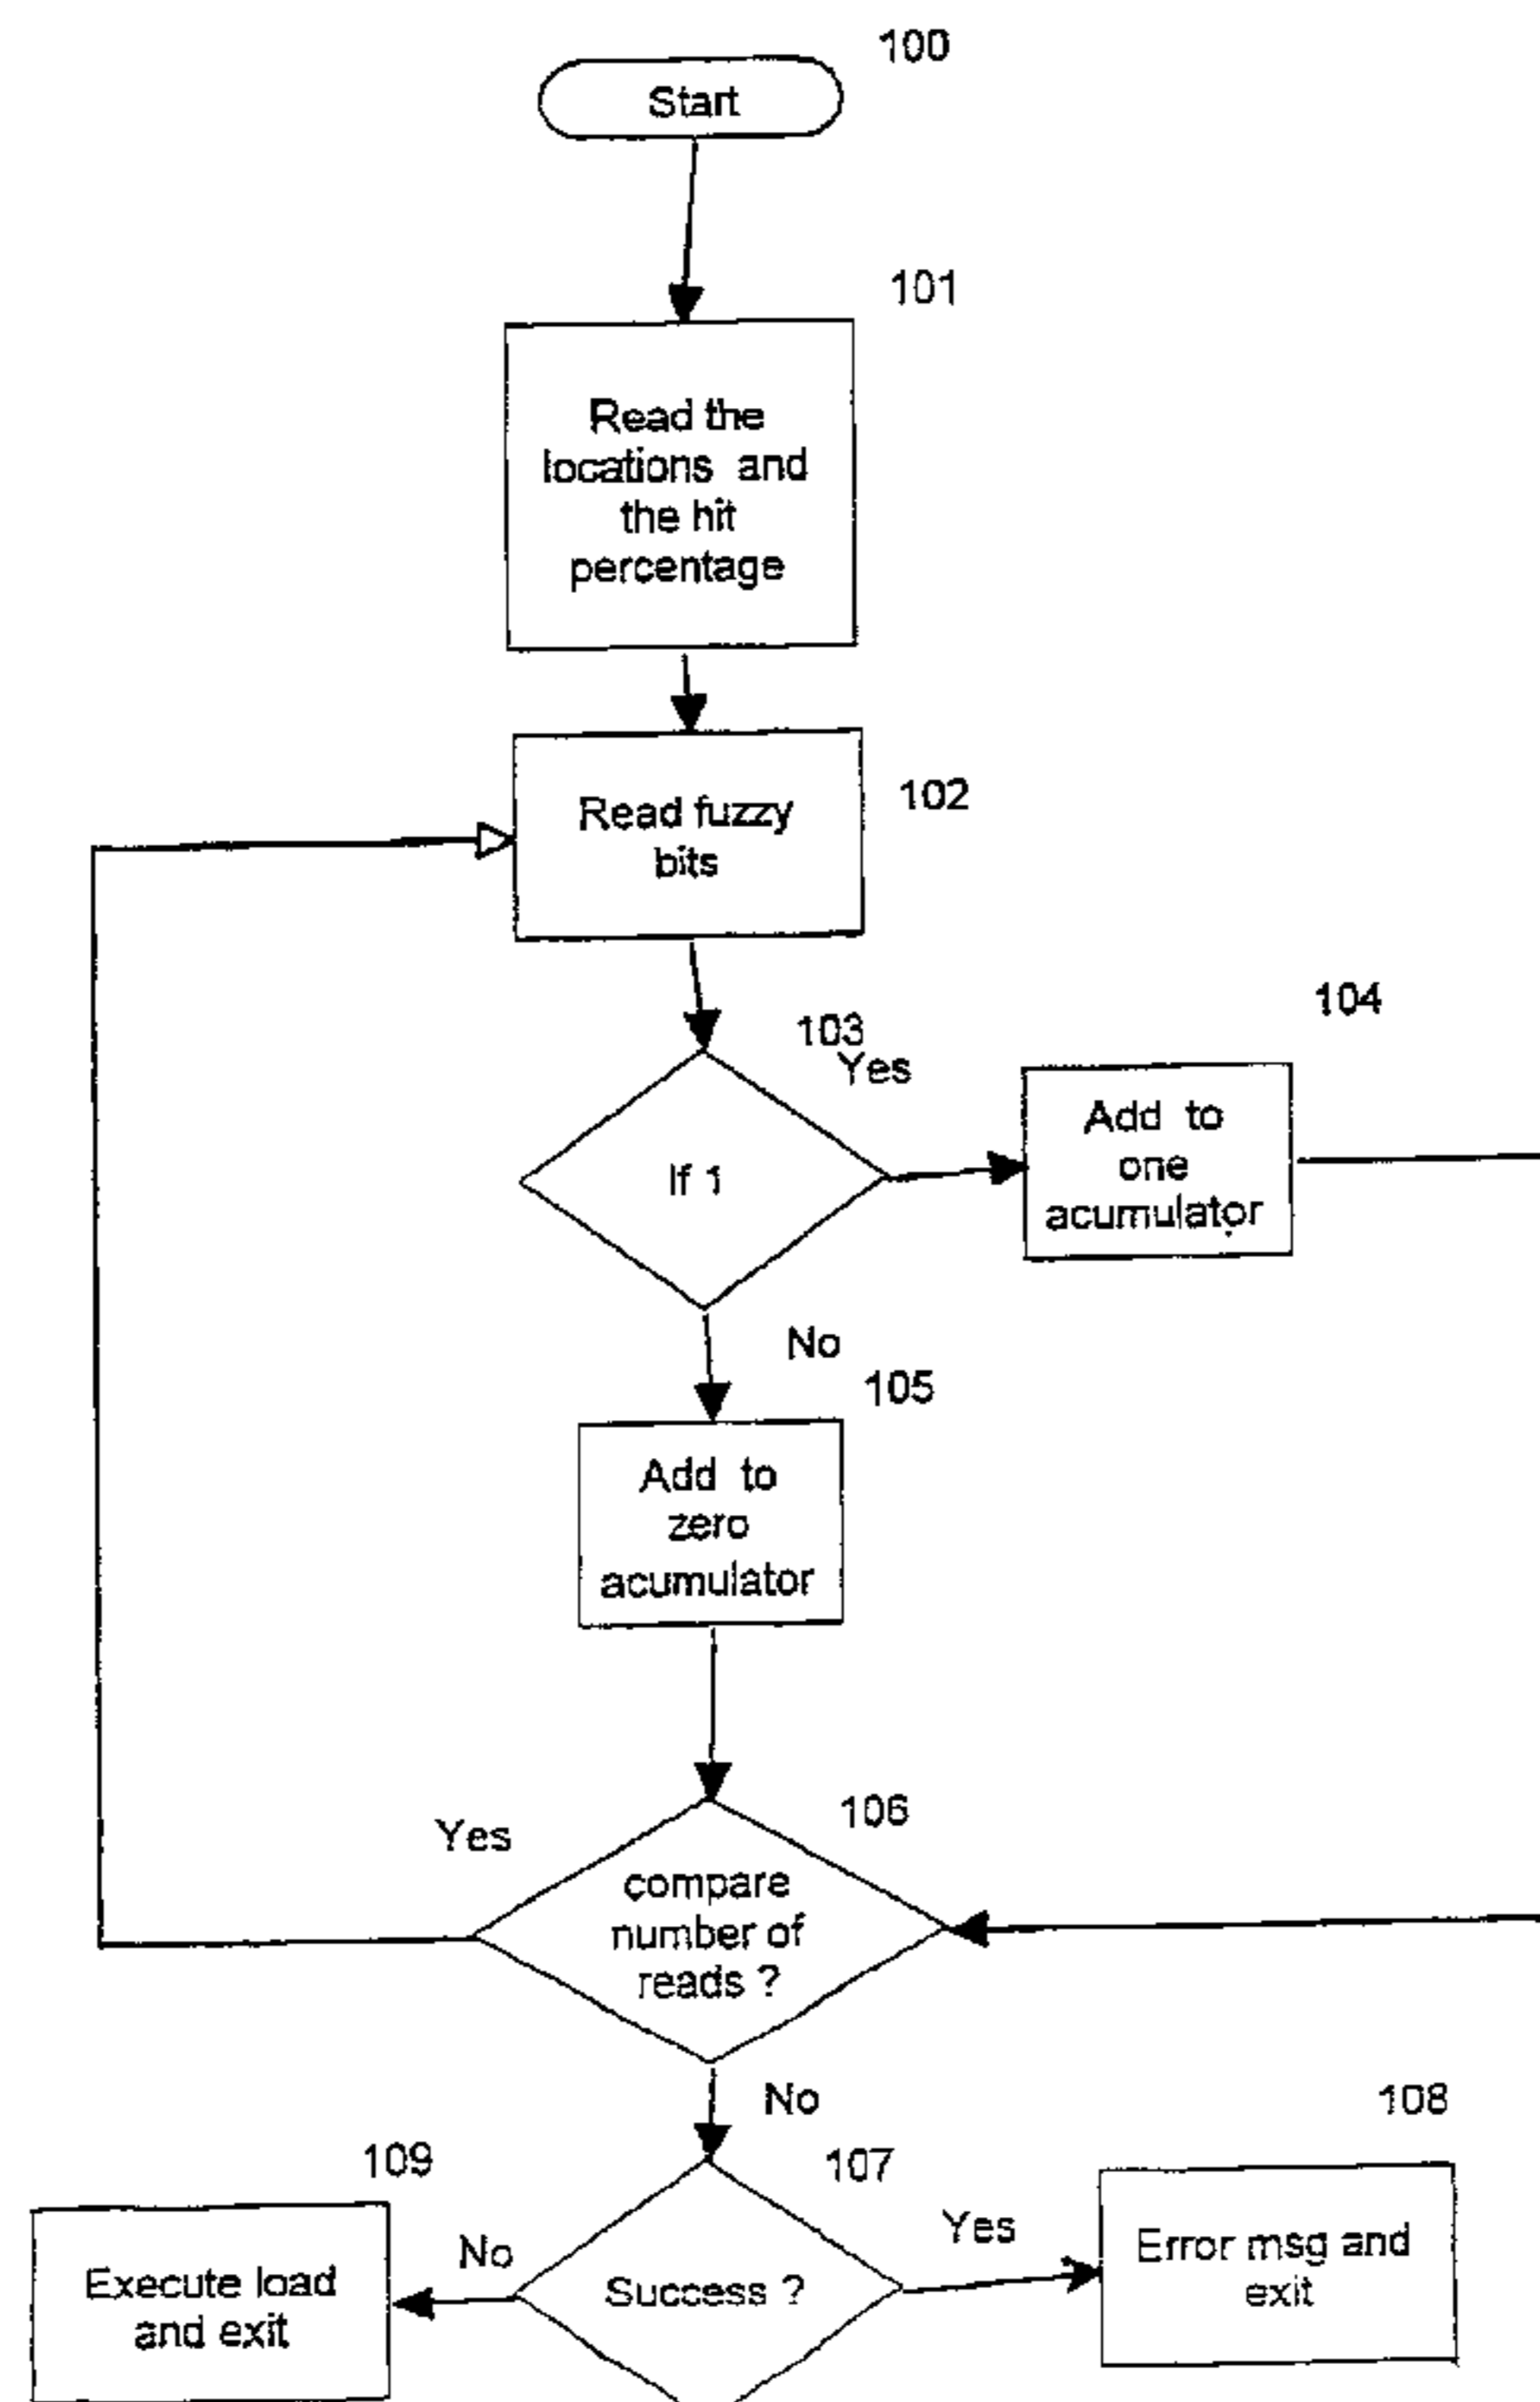 100
Start
101
Read the
locations and
the hit
percentage
102
Read fuzzy
bits
103
Yes
If 1
104
Add to
one
acumulator
No
105
Add to
zero
acumulator
106
Yes
compare
number of
reads ?
No
107
108
109
No
Success ?
Yes
Error msg and
exit
Execute load
and exit